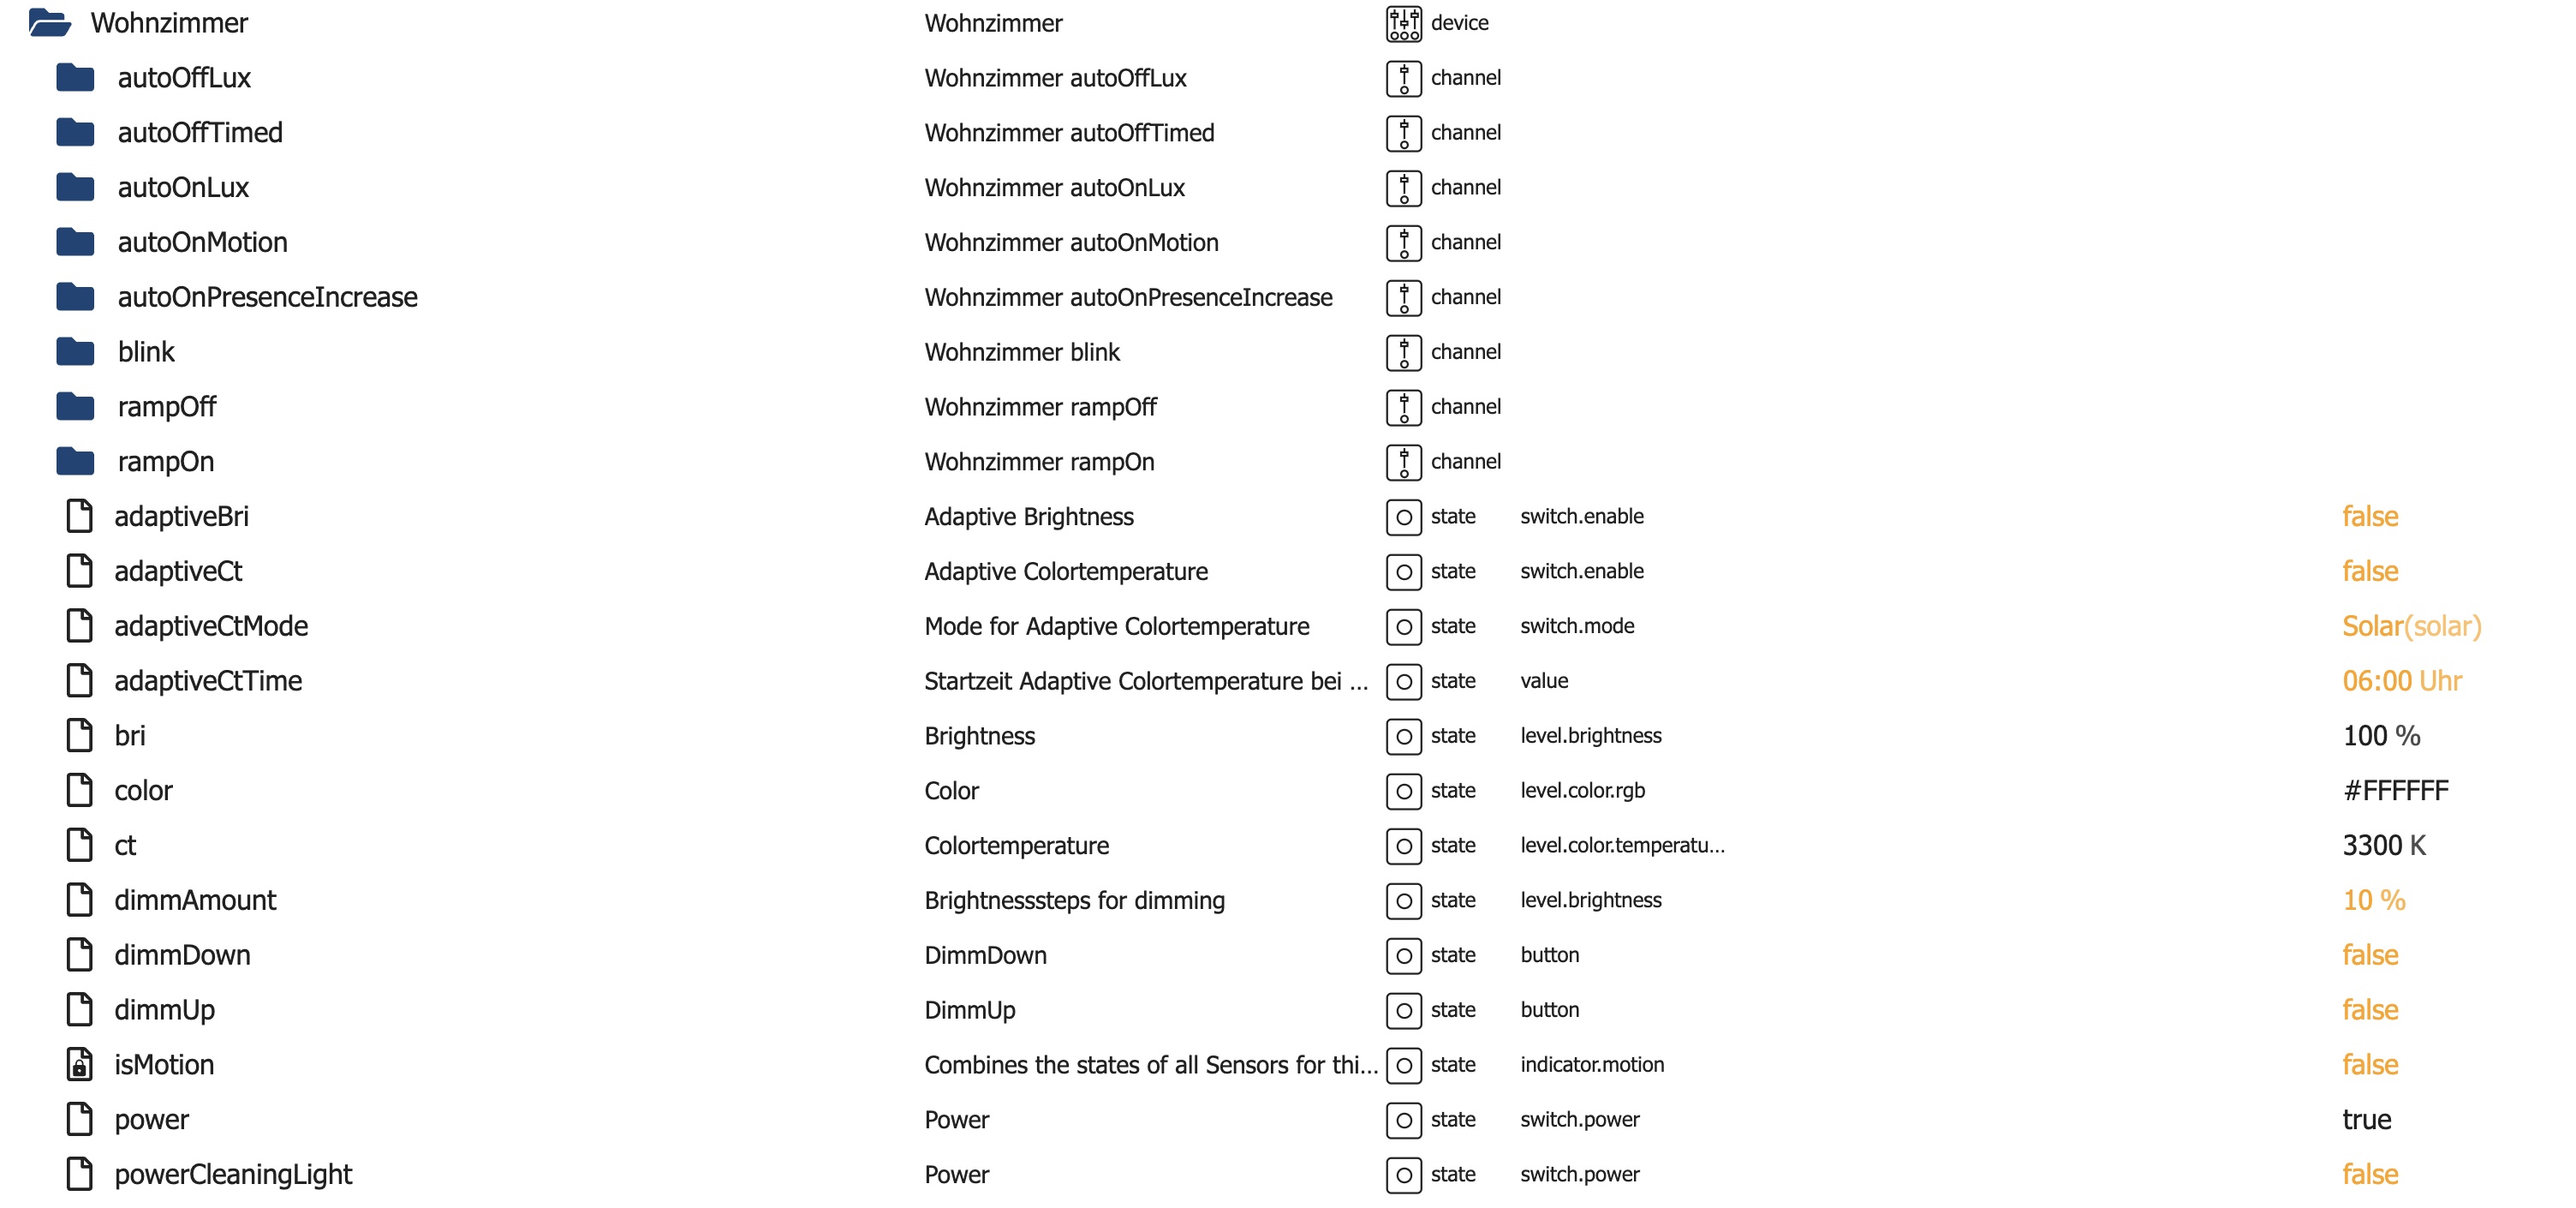 Wohnzimmer Wohnzimmer device
autoOffLux Wohnzimmer autoOffLux channel
autoOffTimed Wohnzimmer autoOffTimed channel
autoOnLux Wohnzimmer autoOnLux channel
autoOnMotion Wohnzimmer autoOnMotion channel
autoOnPresenceIncrease Wohnzimmer autoOnPresenceIncrease channel
blink Wohnzimmer blink channel
rampOff Wohnzimmer rampOff channel
rampOn Wohnzimmer rampOn channel
adaptiveBri Adaptive Brightness state switch.enable false
adaptiveCt Adaptive Colortemperature state switch.enable false
adaptiveCtMode Mode for Adaptive Colortemperature state switch.mode Solar(solar)
adaptiveCtTime Startzeit Adaptive Colortemperature bei ... state value 06:00 Uhr
bri Brightness state level.brightness 100 %
color Color state level.color.rgb #FFFFFF
ct Colortemperature state level.color.temperatu... 3300 K
dimmAmount Brightnesssteps for dimming state level.brightness 10 %
dimmDown DimmDown state button false
dimmUp DimmUp state button false
isMotion Combines the states of all Sensors for thi... state indicator.motion false
power Power state switch.power true
powerCleaningLight Power state switch.power false